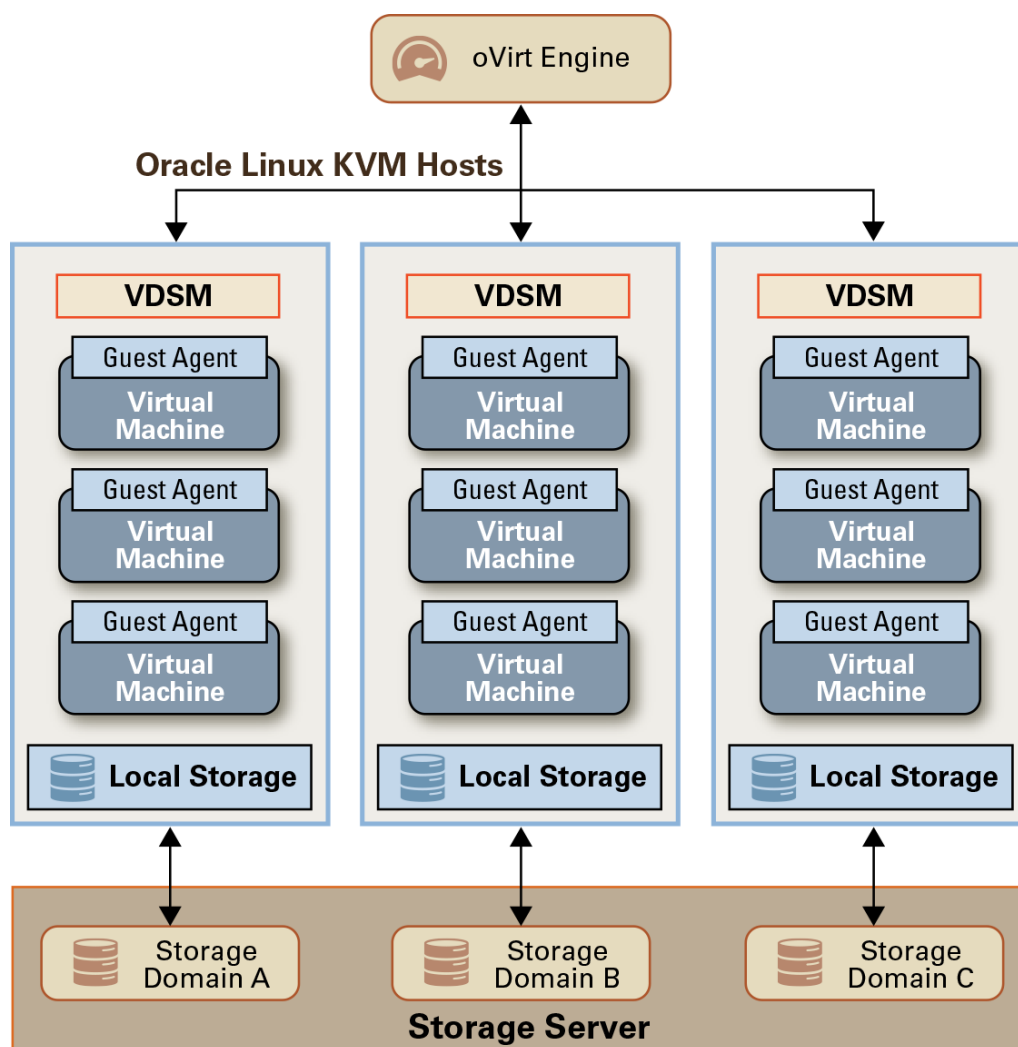 oVirt Engine
Oracle Linux KVM Hosts
VDSM
Guest Agent
Virtual
Machine
Guest Agent
Virtual
Machine
Guest Agent
Virtual
Machine
Local Storage
VDSM
Guest Agent
Virtual
Machine
Guest Agent
Virtual
Machine
Guest Agent
Virtual
Machine
Local Storage
VDSM
Guest Agent
Virtual
Machine
Guest Agent
Virtual
Machine
Guest Agent
Virtual
Machine
Local Storage
Storage
Domain A
Storage
Domain B
Storage
Domain C
Storage Server